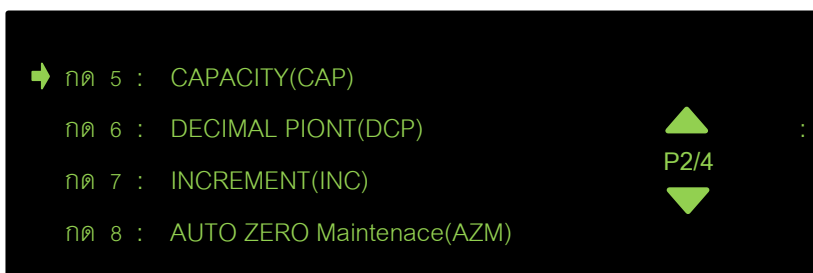 กด 5 : CAPACITY(CAP)
กด 6 : DECIMAL PIONT(DCP) :
P2/4
กด 7 : INCREMENT(INC)
กด 8 : AUTO ZERO Maintenace(AZM)